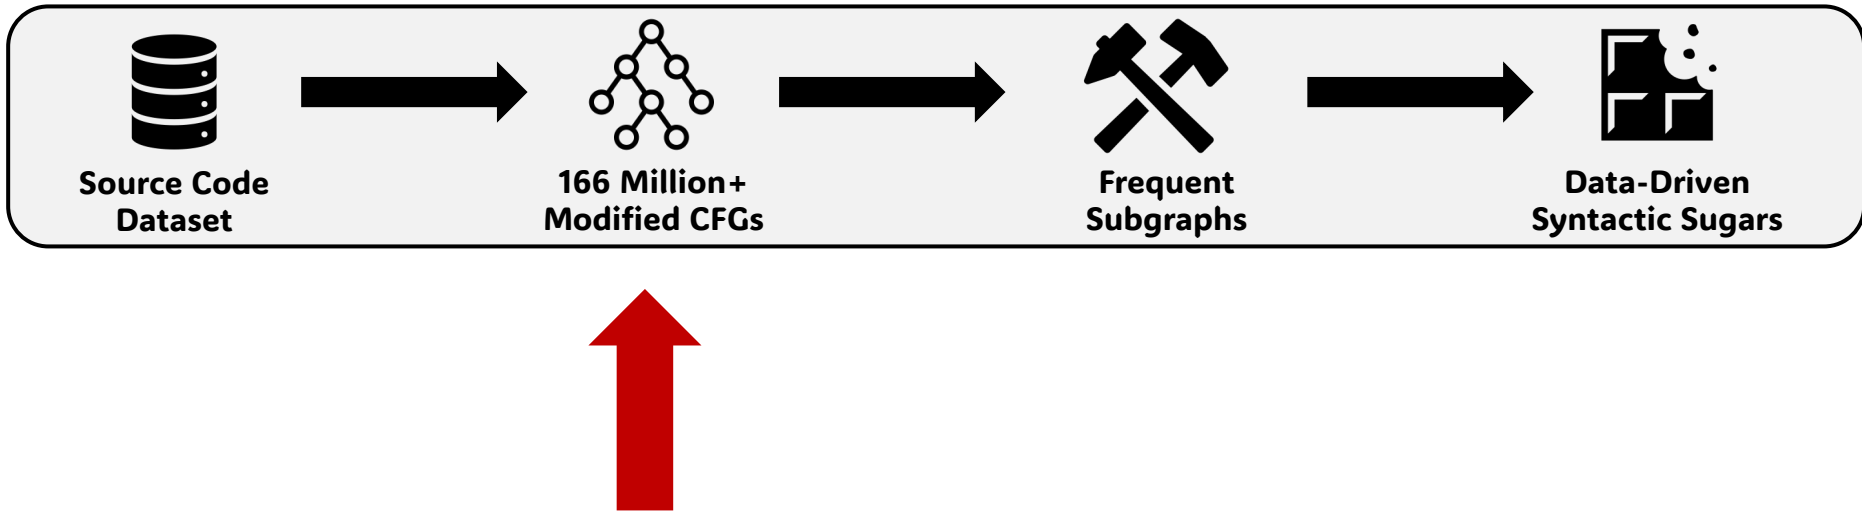 Source Code
Dataset
166 Million+
Modified CFGs
Frequent
Subgraphs
Data-Driven
Syntactic Sugars